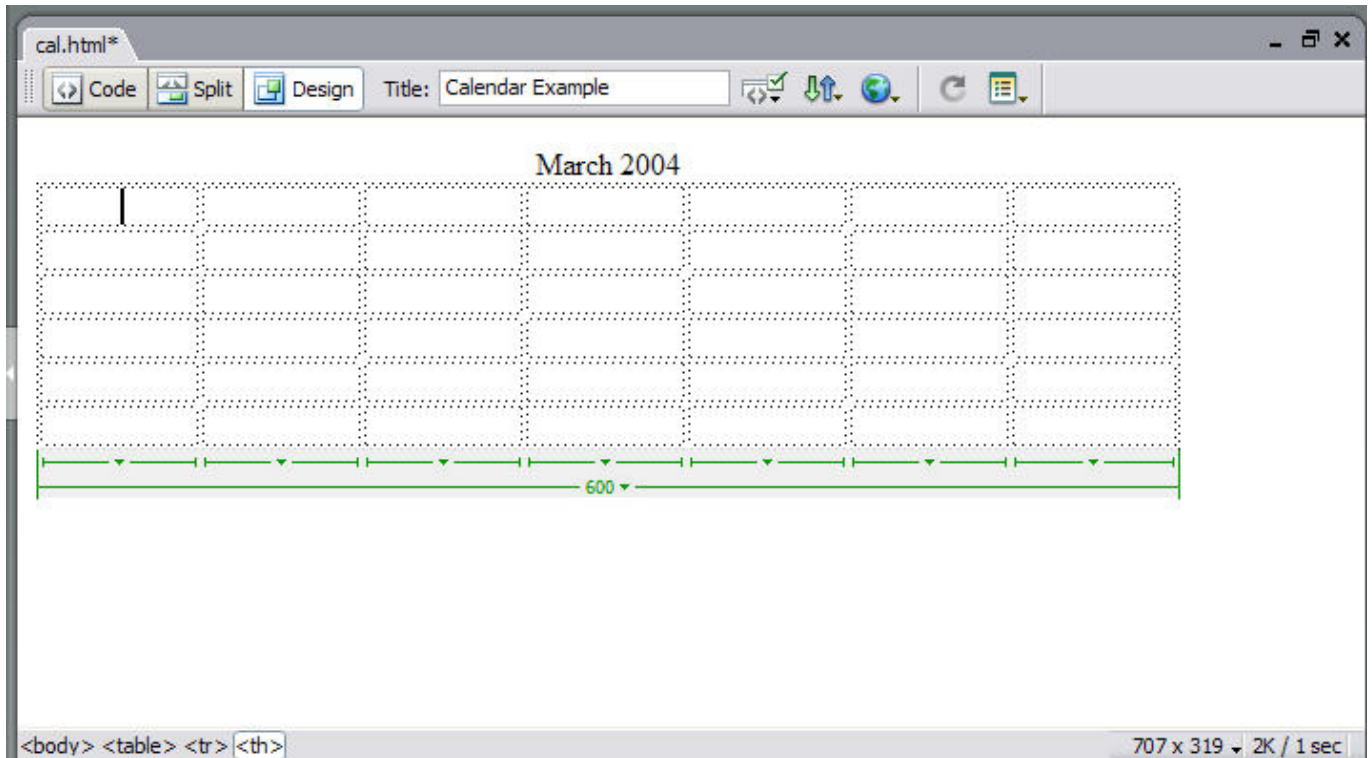 cal.html*
Code Split Design Title: Calendar Example
March 2004
600
<body> <table> <tr> <th> 707 x 319 2K / 1 sec